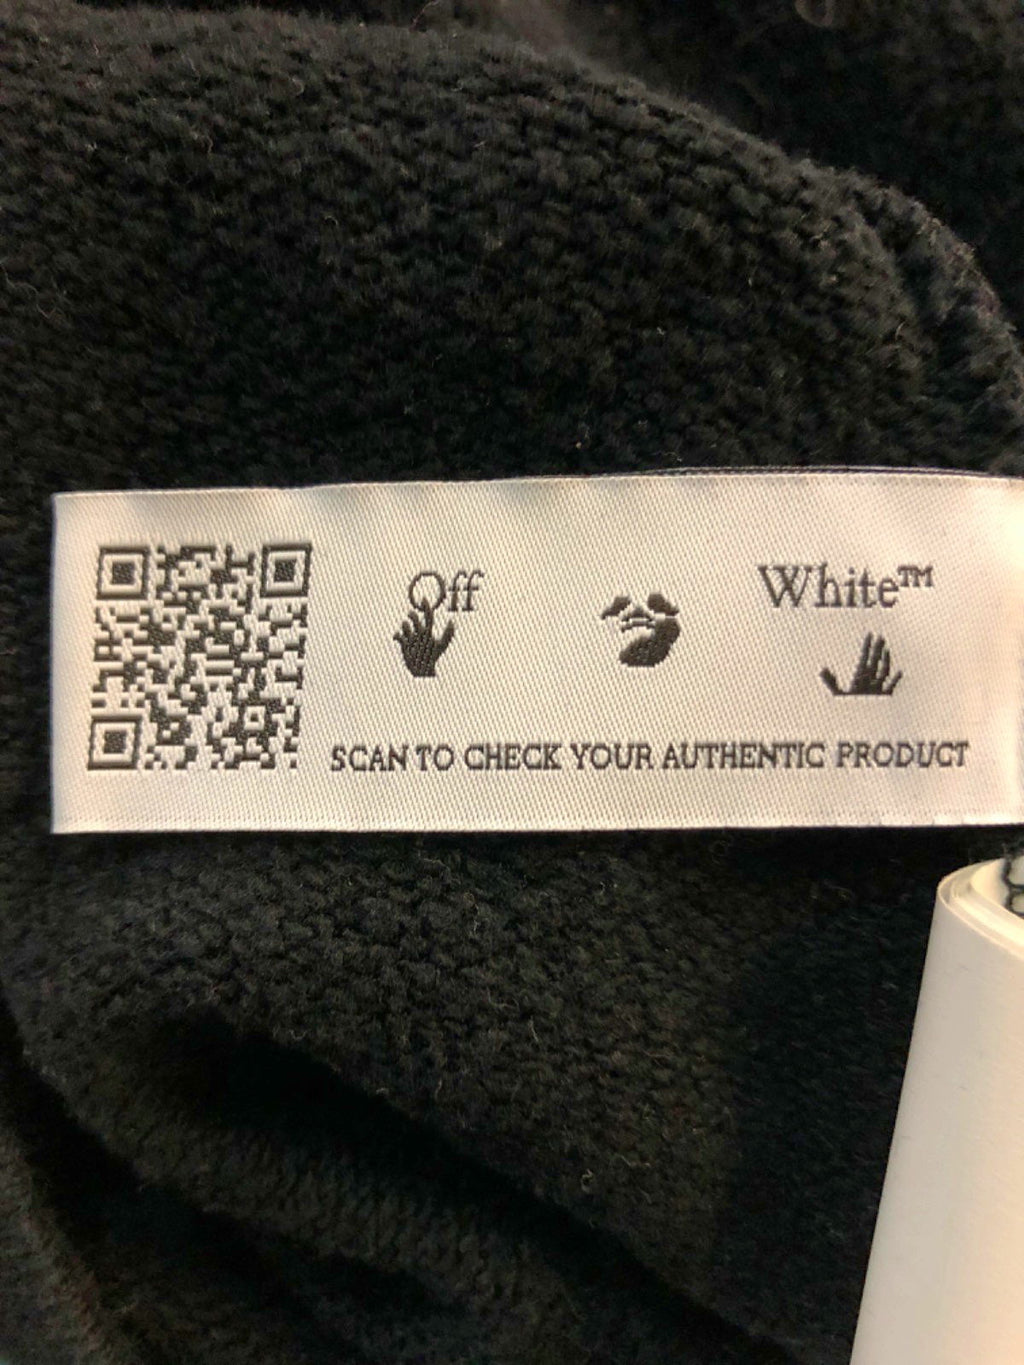 Off
White™
SCAN TO CHECK YOUR AUTHENTIC PRODUCT